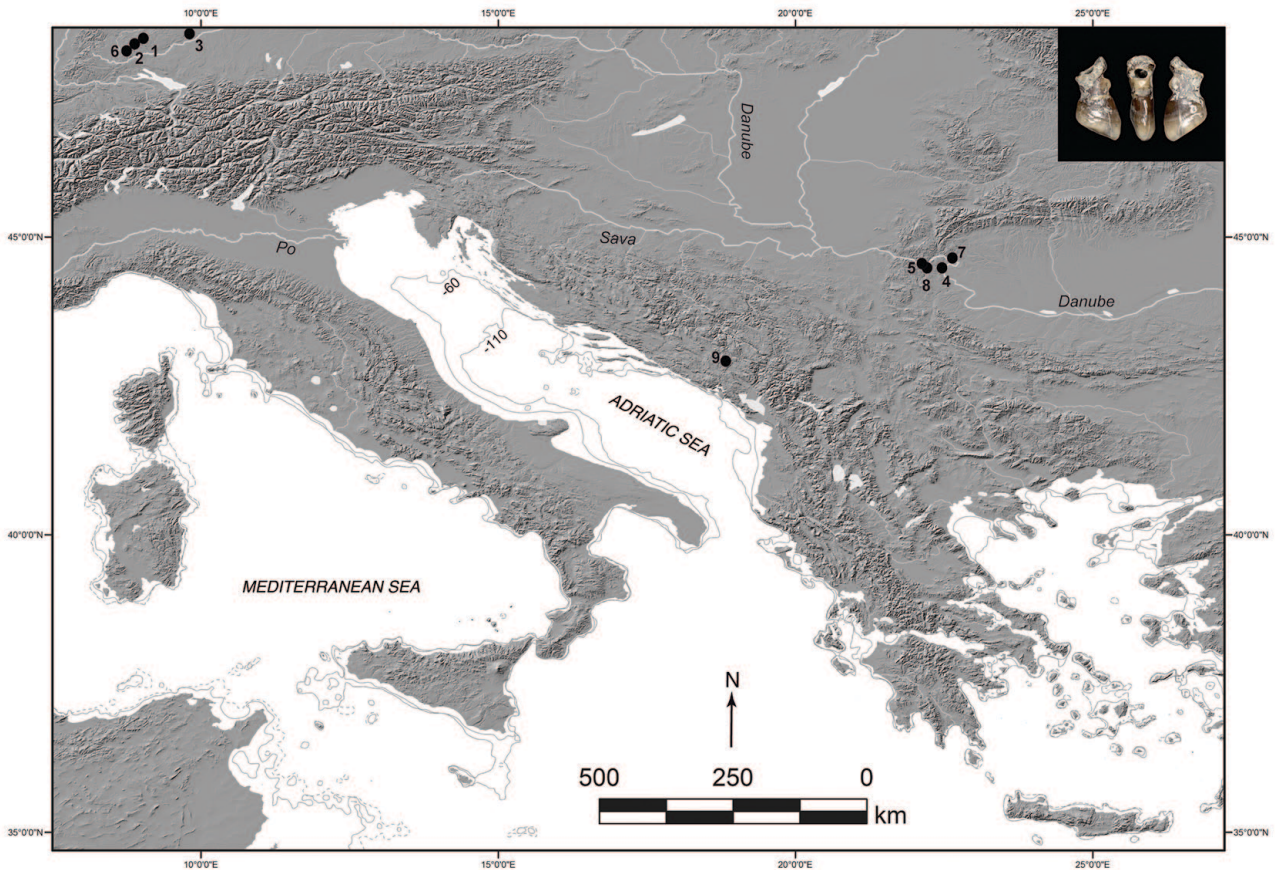 10°0'0"E
15°0'0"E
20°0'0"E
25°0'0"E
6
2
1
3
Danube
45°0'0"N
45°0'0"N
Po
Sava
5
8
4
7
Danube
-60
-110
9
ADRIATIC SEA
40°0'0"N
40°0'0"N
MEDITERRANEAN SEA
N
500 250 0
km
35°0'0"N
35°0'0"N
10°0'0"E
15°0'0"E
20°0'0"E
25°0'0"E